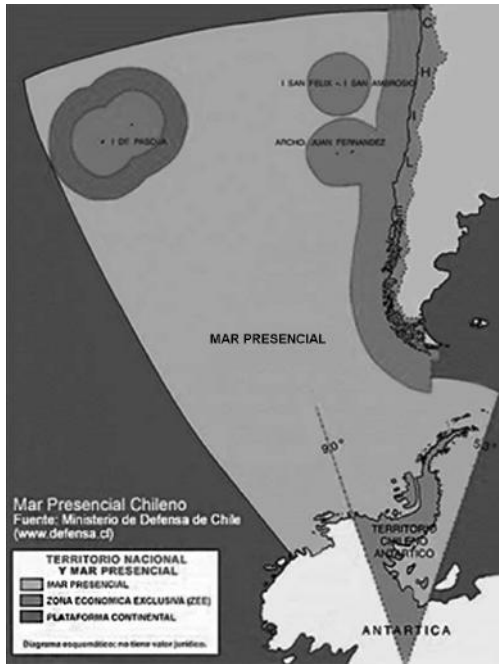 I SAN FELIX - I SAN AMBROSIO
I DE PASCUA
ARCHO. JUAN FERNANDEZ
C
H
I
L
E
MAR PRESENCIAL
90°
53°
Mar Presencial Chileno
Fuente: Ministerio de Defensa de Chile
(www.defensa.cl)
TERRITORIO
CHILENO
ANTARTICO
TERRITORIO NACIONAL
Y MAR PRESENCIAL
MAR PRESENCIAL
ZONA ECONOMICA EXCLUSIVA (ZEE)
PLATAFORMA CONTINENTAL
Diagrama esquemático; no tiene valor jurídico.
ANTARTICA